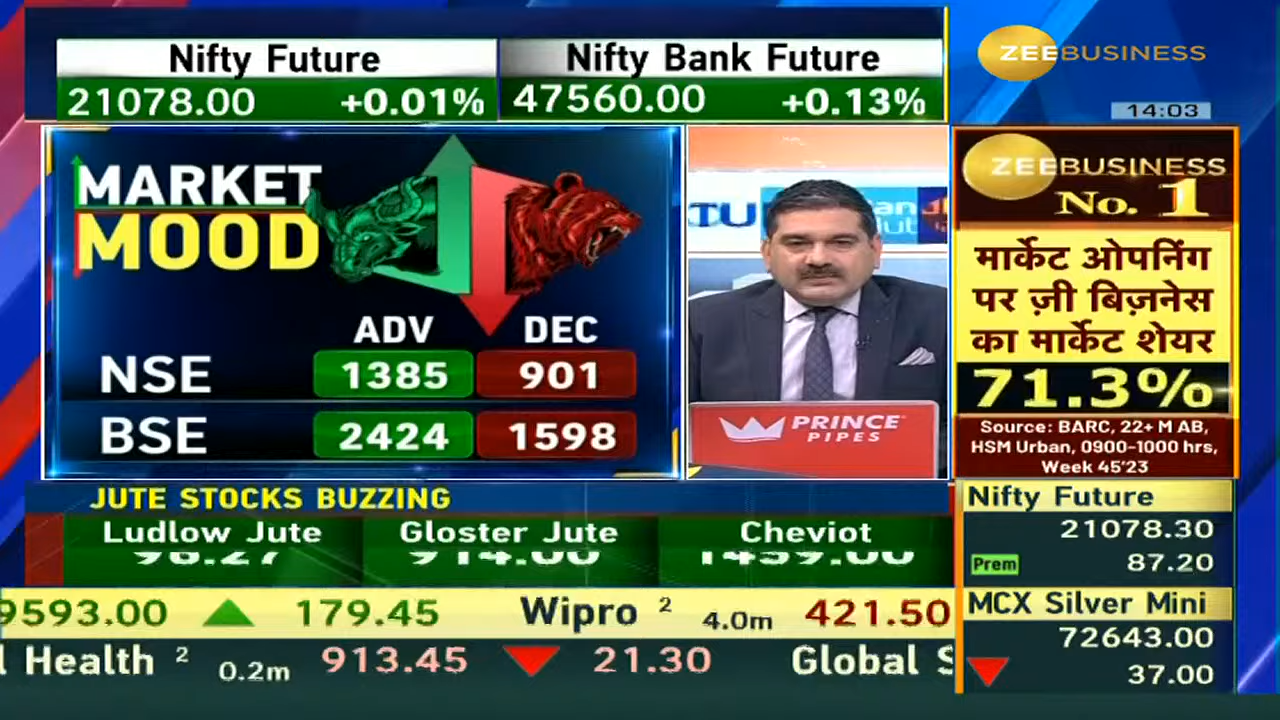 Nifty Future
21078.00 +0.01%
Nifty Bank Future
47560.00 +0.13%
ZEEBUSINESS
14:03
MARKET
MOOD
ADV DEC
NSE 1385 901
BSE 2424 1598
TU
PRINCE
PIPES
ZEEBUSINESS
No. 1
मार्केट ओपनिंग
पर ज़ी बिज़नेस
का मार्केट शेयर
71.3%
Source: BARC, 22+ M AB,
HSM Urban, 0900-1000 hrs,
Week 45'23
JUTE STOCKS BUZZING
Ludlow Jute Gloster Jute Cheviot
Nifty Future
21078.30
Prem 87.20
MCX Silver Mini
72643.00
37.00
9593.00 179.45 Wipro 2 4.0m 421.50
l Health 2 0.2m 913.45 21.30 Global S